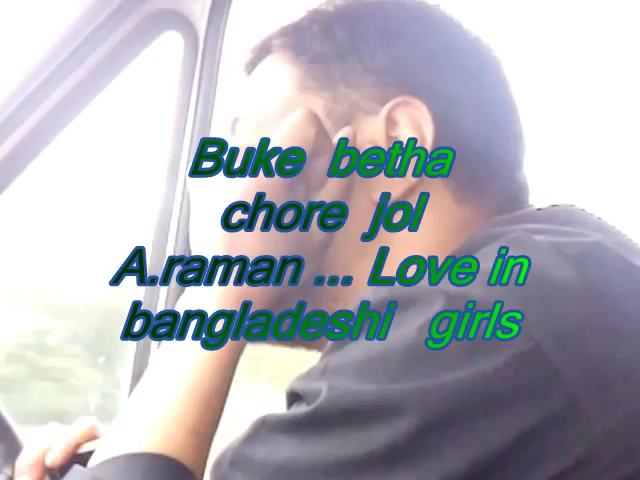 Buke betha
chore jol
A.raman ... Love in
bangladeshi girls